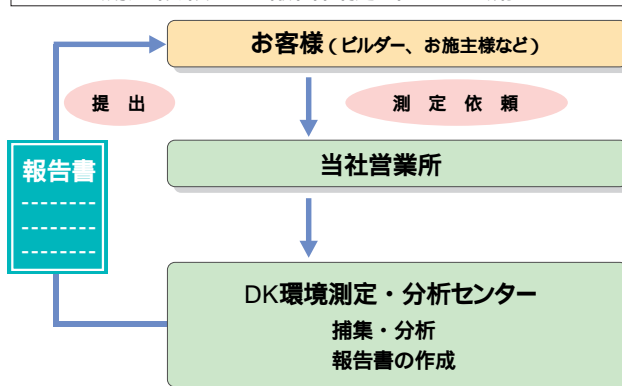 お客様（ビルダー、お施主様など）
提 出
測 定 依 頼
当社営業所
報告書
DK環境測定・分析センター
捕集・分析
報告書の作成